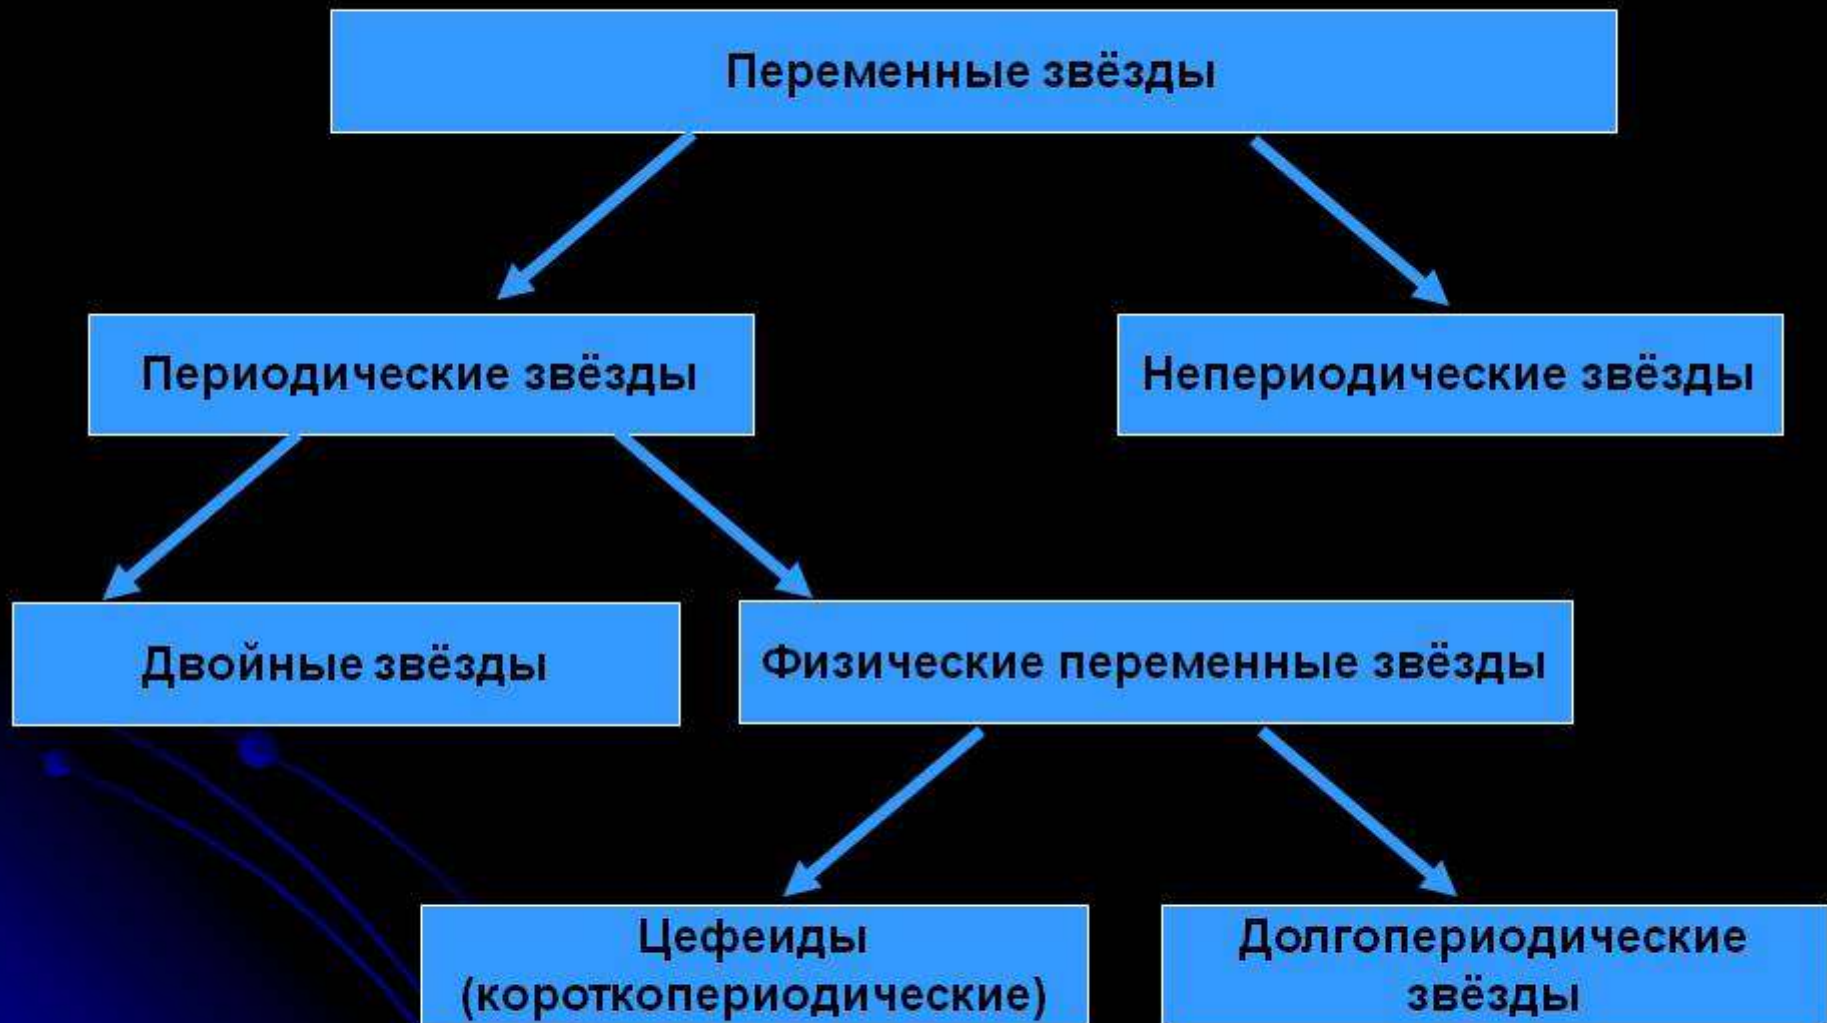 Переменные звёзды
Периодические звёзды
Непериодические звёзды
Двойные звёзды
Физические переменные звёзды
Цефеиды
(короткопериодические)
Долгопериодические
звёзды